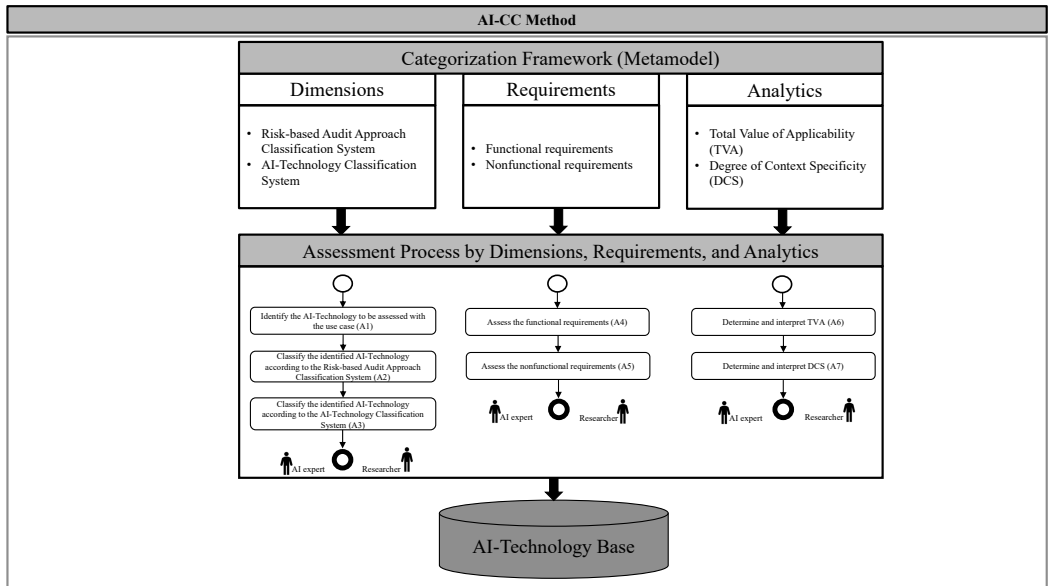 AI-CC Method
Categorization Framework (Metamodel)
Dimensions
• Risk-based Audit Approach
Classification System
• AI-Technology Classification
System
Requirements
• Functional requirements
• Nonfunctional requirements
Analytics
• Total Value of Applicability
(TVA)
• Degree of Context Specificity
(DCS)
Assessment Process by Dimensions, Requirements, and Analytics
Identify the AI-Technology to be assessed with
the use case (A1)
Classify the identified AI-Technology
according to the Risk-based Audit Approach
Classification System (A2)
Classify the identified AI-Technology
according to the AI-Technology Classification
System (A3)
AI expert
Researcher
Assess the functional requirements (A4)
Assess the nonfunctional requirements (A5)
AI expert
Researcher
Determine and interpret TVA (A6)
Determine and interpret DCS (A7)
AI expert
Researcher
AI-Technology Base